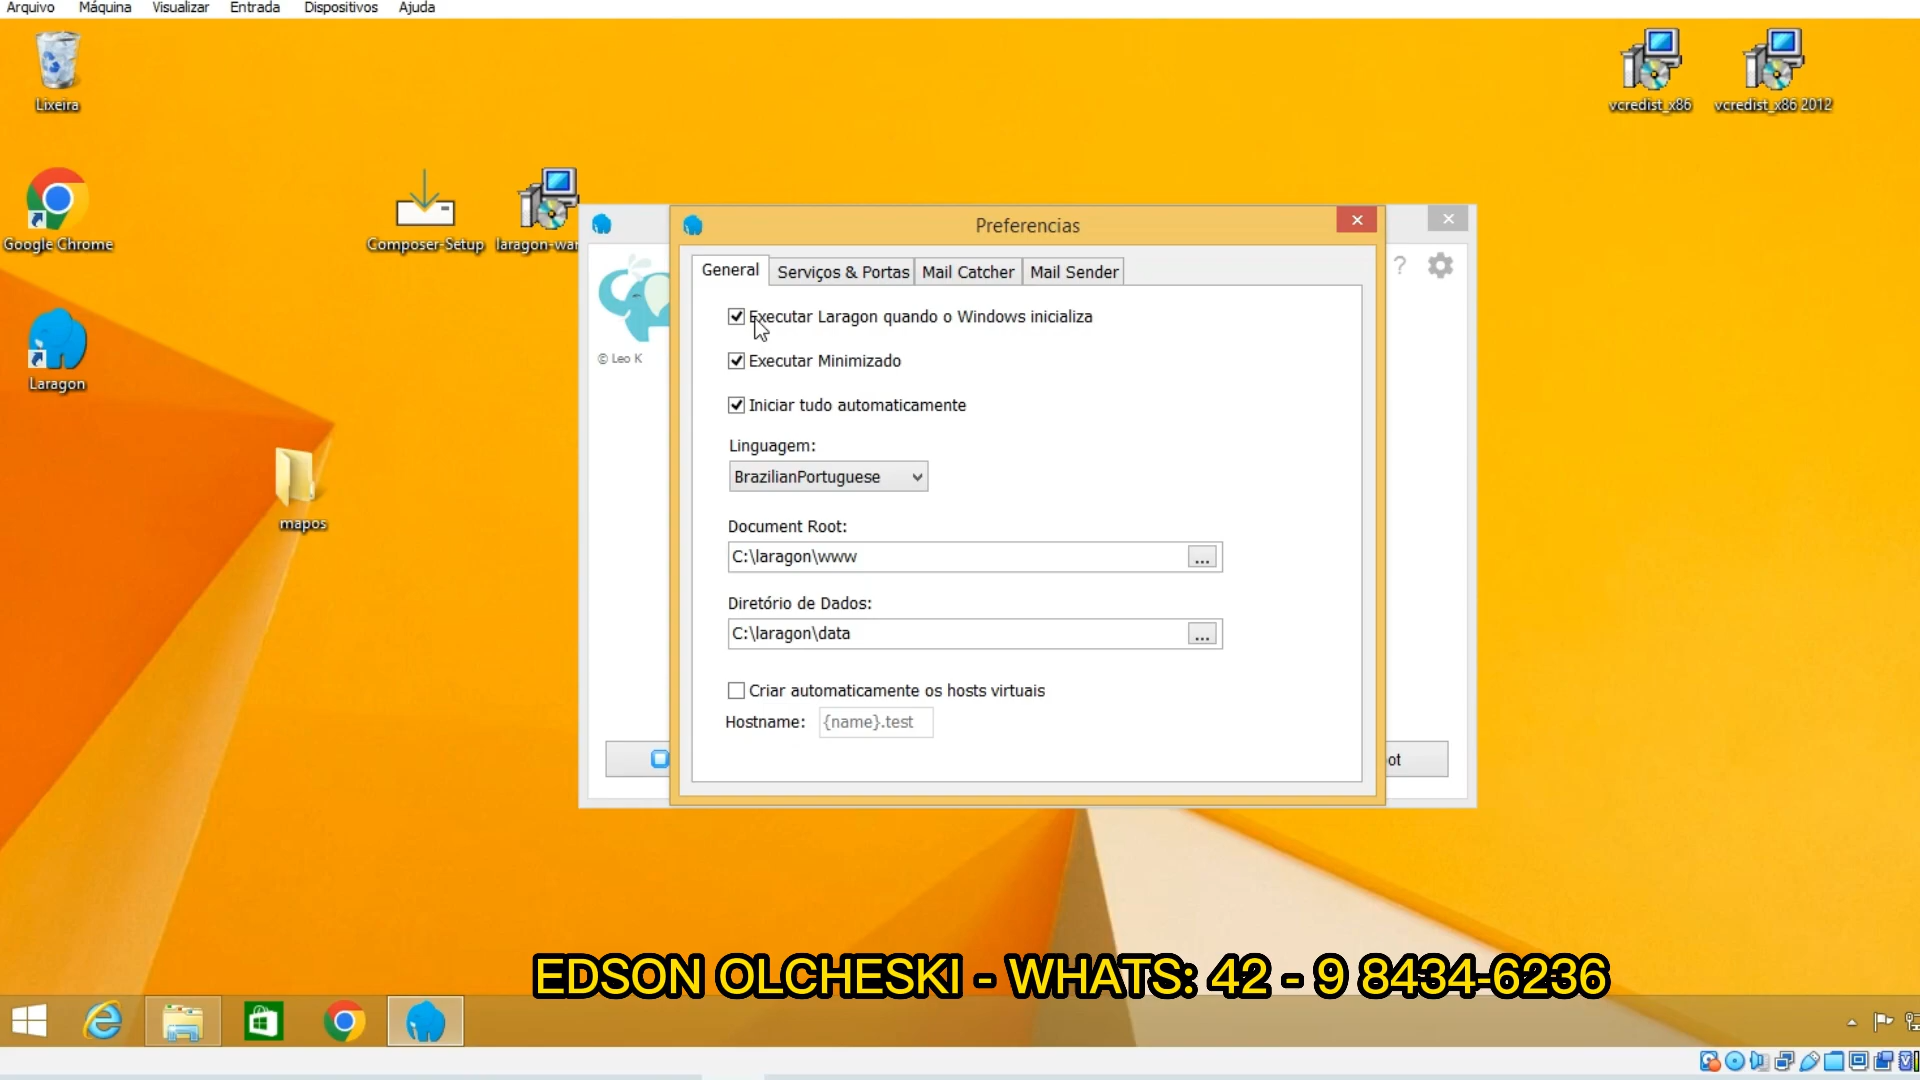 Arquivo Máquina Visualizar Entrada Dispositivos Ajuda
Lixeira
vcredist_x86
vcredist_x86 2012
Google Chrome
Composer-Setup
laragon-wam
Laragon
mapos
Preferencias
General
Serviços & Portas
Mail Catcher
Mail Sender
?
© Leo K
Executar Laragon quando o Windows inicializa
Executar Minimizado
Iniciar tudo automaticamente
Linguagem:
BrazilianPortuguese
Document Root:
C:\laragon\www
...
Diretório de Dados:
C:\laragon\data
...
Criar automaticamente os hosts virtuais
Hostname: {name}.test
ot
EDSON OLCHESKI - WHATS: 42 - 9 8434-6236